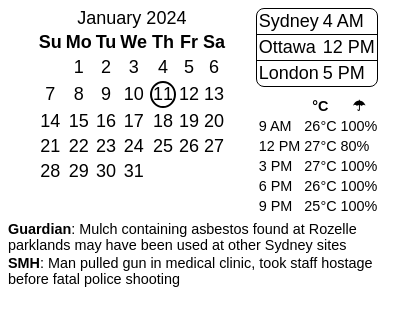 January 2024
Su Mo Tu We Th Fr Sa
1 2 3 4 5 6
7 8 9 10 11 12 13
14 15 16 17 18 19 20
21 22 23 24 25 26 27
28 29 30 31
Sydney 4 AM
Ottawa 12 PM
London 5 PM
°C ☂
9 AM 26°C 100%
12 PM 27°C 80%
3 PM 27°C 100%
6 PM 26°C 100%
9 PM 25°C 100%
Guardian: Mulch containing asbestos found at Rozelle
parklands may have been used at other Sydney sites
SMH: Man pulled gun in medical clinic, took staff hostage
before fatal police shooting